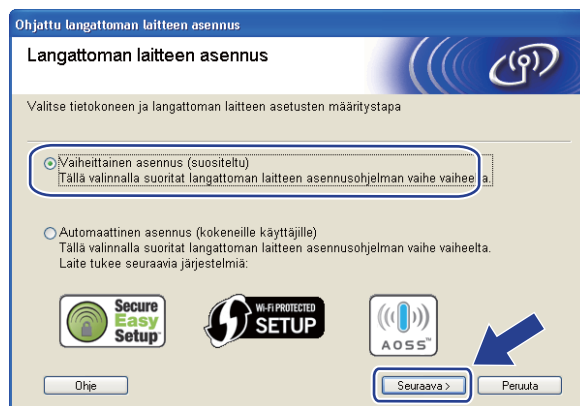 Ohjattu langattoman laitteen asennus
Langattoman laitteen asennus
Valitse tietokoneen ja langattoman laitteen asetusten määritystapa
Vaiheittainen asennus (suositeltu)
Tällä valinnalla suoritat langattoman laitteen asennusohjelman vaihe vaiheelta.
Automaattinen asennus (kokeneille käyttäjille)
Tällä valinnalla suoritat langattoman laitteen asennusohjelman vaihe vaiheelta.
Laite tukee seuraavia järjestelmiä:
Secure
Easy
Setup™
Wi-Fi PROTECTED
SETUP
AOSS™
Ohje
Seuraava >
Peruuta